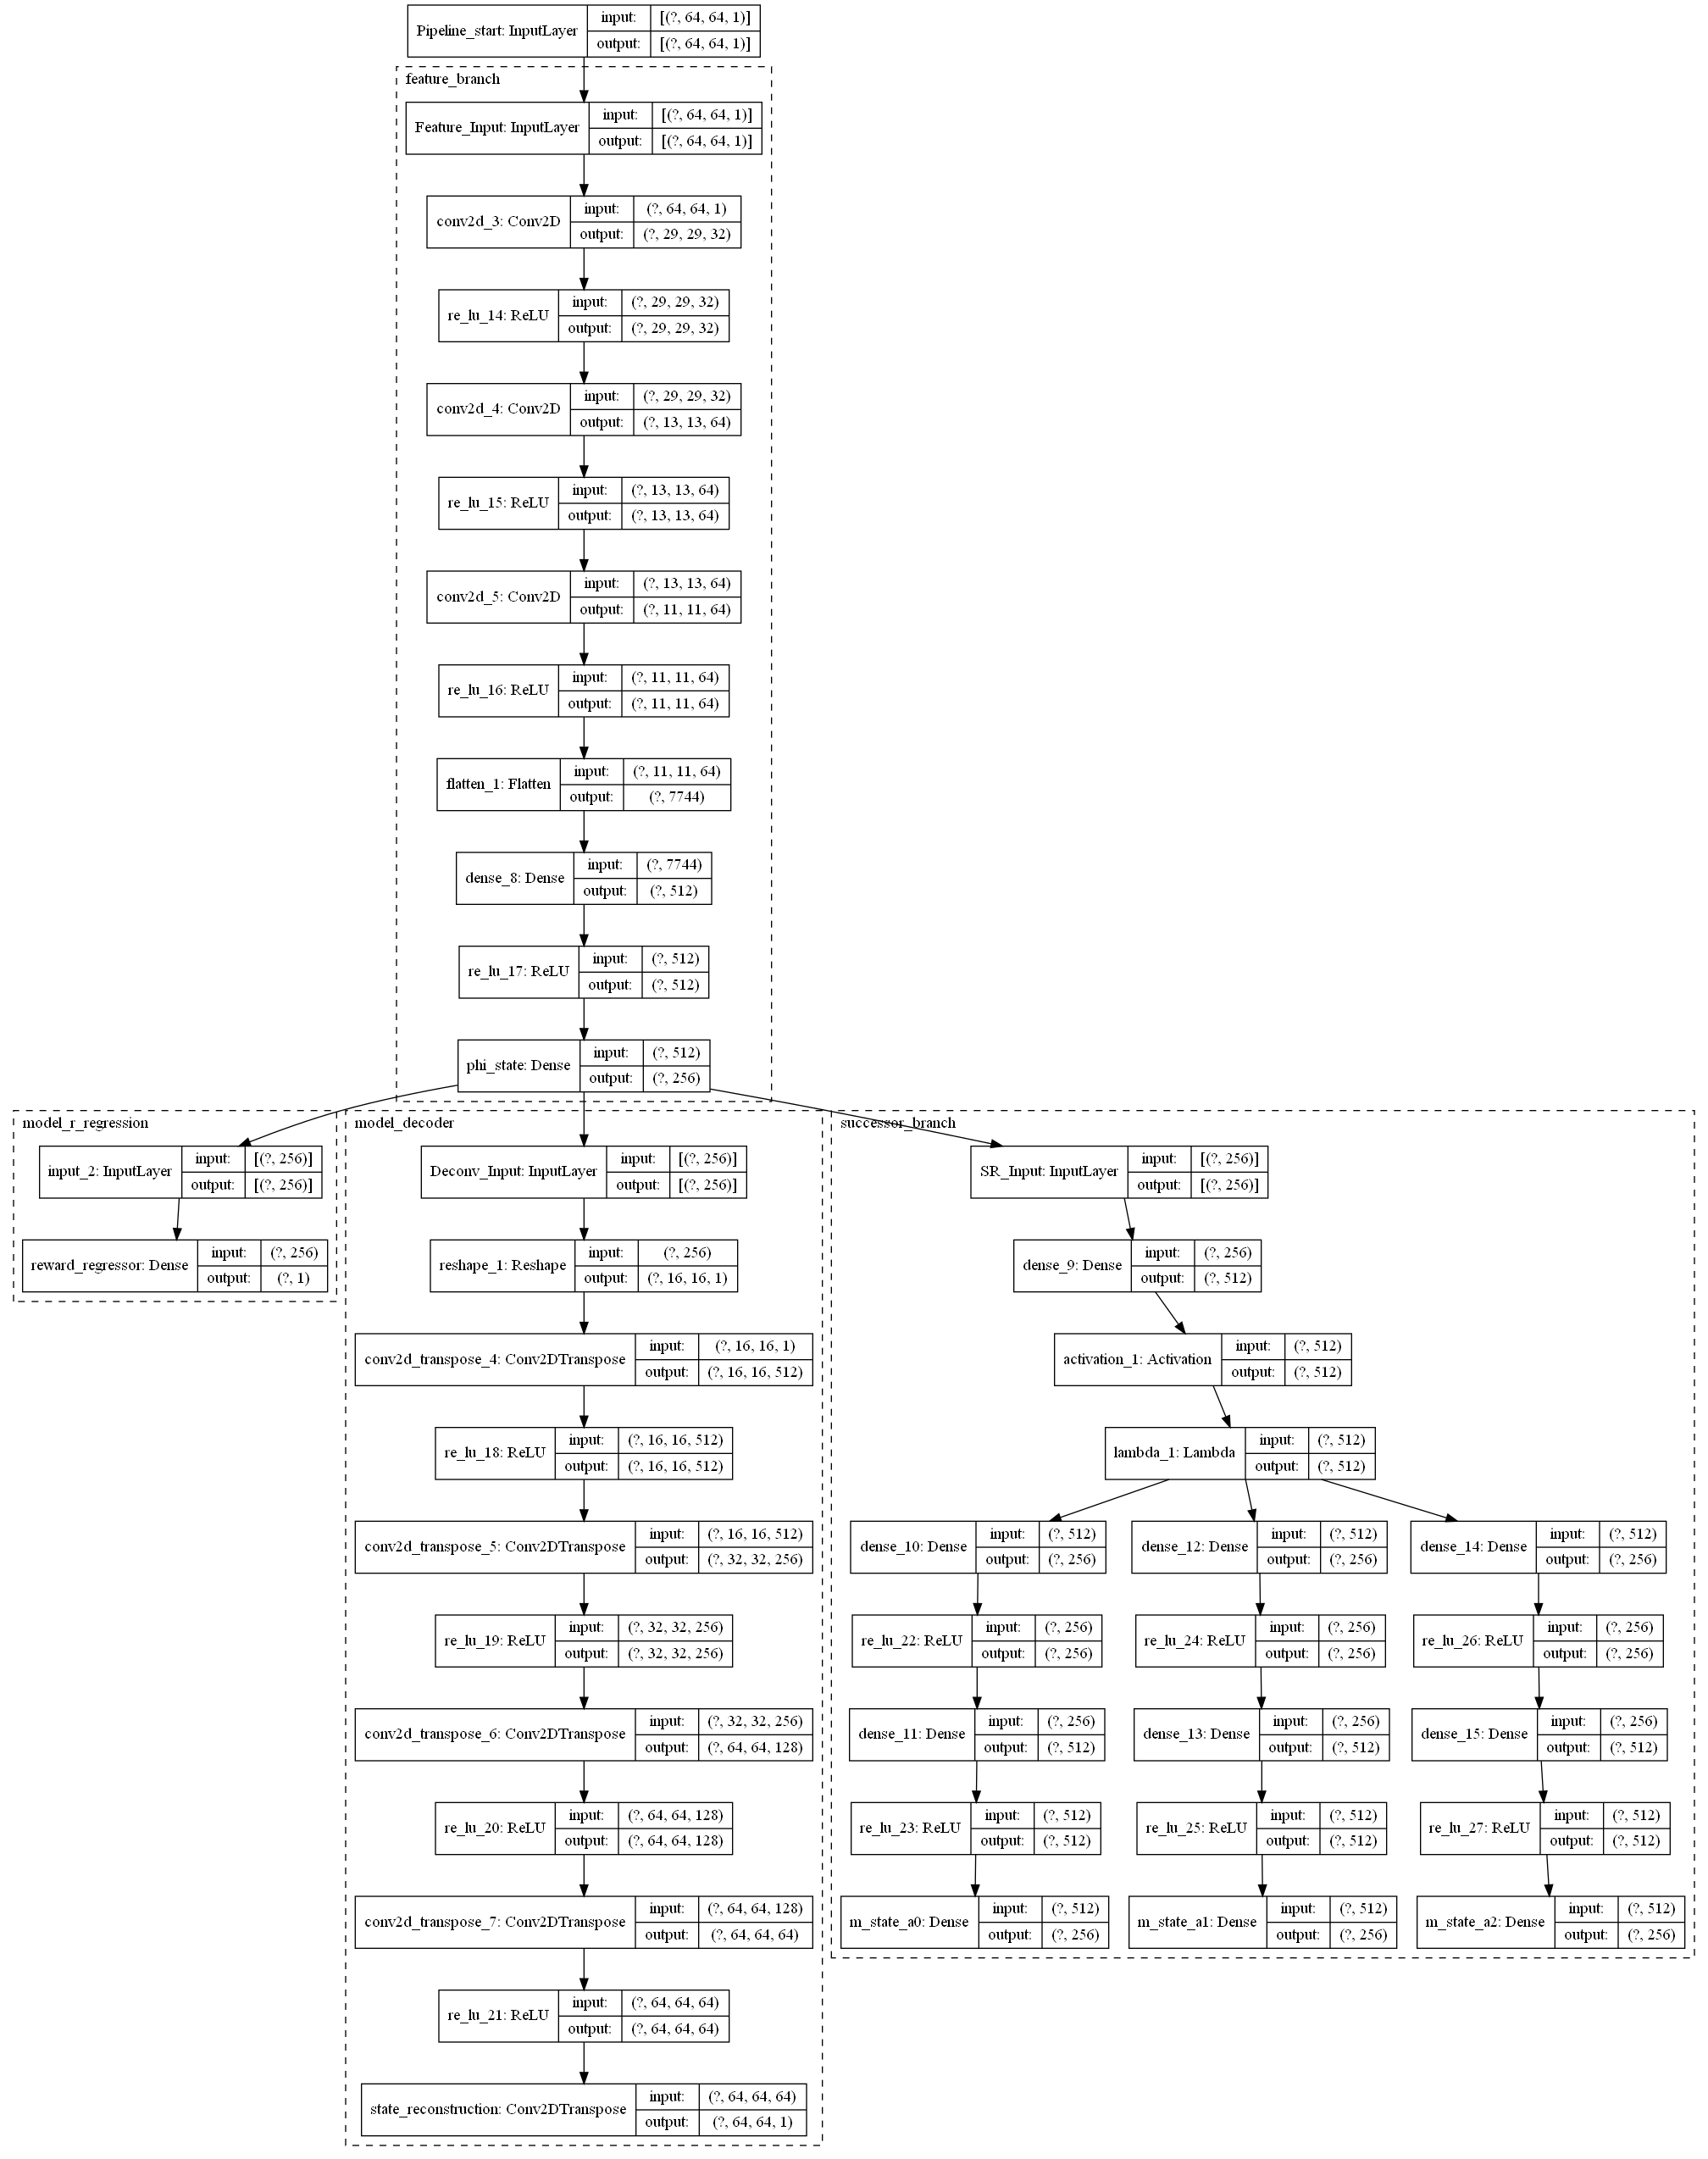 Pipeline_start: InputLayer
input: [(?, 64, 64, 1)]
output: [(?, 64, 64, 1)]
feature_branch
Feature_Input: InputLayer
input: [(?, 64, 64, 1)]
output: [(?, 64, 64, 1)]
conv2d_3: Conv2D
input: (?, 64, 64, 1)
output: (?, 29, 29, 32)
re_lu_14: ReLU
input: (?, 29, 29, 32)
output: (?, 29, 29, 32)
conv2d_4: Conv2D
input: (?, 29, 29, 32)
output: (?, 13, 13, 64)
re_lu_15: ReLU
input: (?, 13, 13, 64)
output: (?, 13, 13, 64)
conv2d_5: Conv2D
input: (?, 13, 13, 64)
output: (?, 11, 11, 64)
re_lu_16: ReLU
input: (?, 11, 11, 64)
output: (?, 11, 11, 64)
flatten_1: Flatten
input: (?, 11, 11, 64)
output: (?, 7744)
dense_8: Dense
input: (?, 7744)
output: (?, 512)
re_lu_17: ReLU
input: (?, 512)
output: (?, 512)
phi_state: Dense
input: (?, 512)
output: (?, 256)
model_r_regression
input_2: InputLayer
input: [(?, 256)]
output: [(?, 256)]
reward_regressor: Dense
input: (?, 256)
output: (?, 1)
model_decoder
Deconv_Input: InputLayer
input: [(?, 256)]
output: [(?, 256)]
reshape_1: Reshape
input: (?, 256)
output: (?, 16, 16, 1)
conv2d_transpose_4: Conv2DTranspose
input: (?, 16, 16, 1)
output: (?, 16, 16, 512)
re_lu_18: ReLU
input: (?, 16, 16, 512)
output: (?, 16, 16, 512)
conv2d_transpose_5: Conv2DTranspose
input: (?, 16, 16, 512)
output: (?, 32, 32, 256)
re_lu_19: ReLU
input: (?, 32, 32, 256)
output: (?, 32, 32, 256)
conv2d_transpose_6: Conv2DTranspose
input: (?, 32, 32, 256)
output: (?, 64, 64, 128)
re_lu_20: ReLU
input: (?, 64, 64, 128)
output: (?, 64, 64, 128)
conv2d_transpose_7: Conv2DTranspose
input: (?, 64, 64, 128)
output: (?, 64, 64, 64)
re_lu_21: ReLU
input: (?, 64, 64, 64)
output: (?, 64, 64, 64)
state_reconstruction: Conv2DTranspose
input: (?, 64, 64, 64)
output: (?, 64, 64, 1)
successor_branch
SR_Input: InputLayer
input: [(?, 256)]
output: [(?, 256)]
dense_9: Dense
input: (?, 256)
output: (?, 512)
activation_1: Activation
input: (?, 512)
output: (?, 512)
lambda_1: Lambda
input: (?, 512)
output: (?, 512)
dense_10: Dense
input: (?, 512)
output: (?, 256)
re_lu_22: ReLU
input: (?, 256)
output: (?, 256)
dense_11: Dense
input: (?, 256)
output: (?, 512)
re_lu_23: ReLU
input: (?, 512)
output: (?, 512)
m_state_a0: Dense
input: (?, 512)
output: (?, 256)
dense_12: Dense
input: (?, 512)
output: (?, 256)
re_lu_24: ReLU
input: (?, 256)
output: (?, 256)
dense_13: Dense
input: (?, 256)
output: (?, 512)
re_lu_25: ReLU
input: (?, 512)
output: (?, 512)
m_state_a1: Dense
input: (?, 512)
output: (?, 256)
dense_14: Dense
input: (?, 512)
output: (?, 256)
re_lu_26: ReLU
input: (?, 256)
output: (?, 256)
dense_15: Dense
input: (?, 256)
output: (?, 512)
re_lu_27: ReLU
input: (?, 512)
output: (?, 512)
m_state_a2: Dense
input: (?, 512)
output: (?, 256)